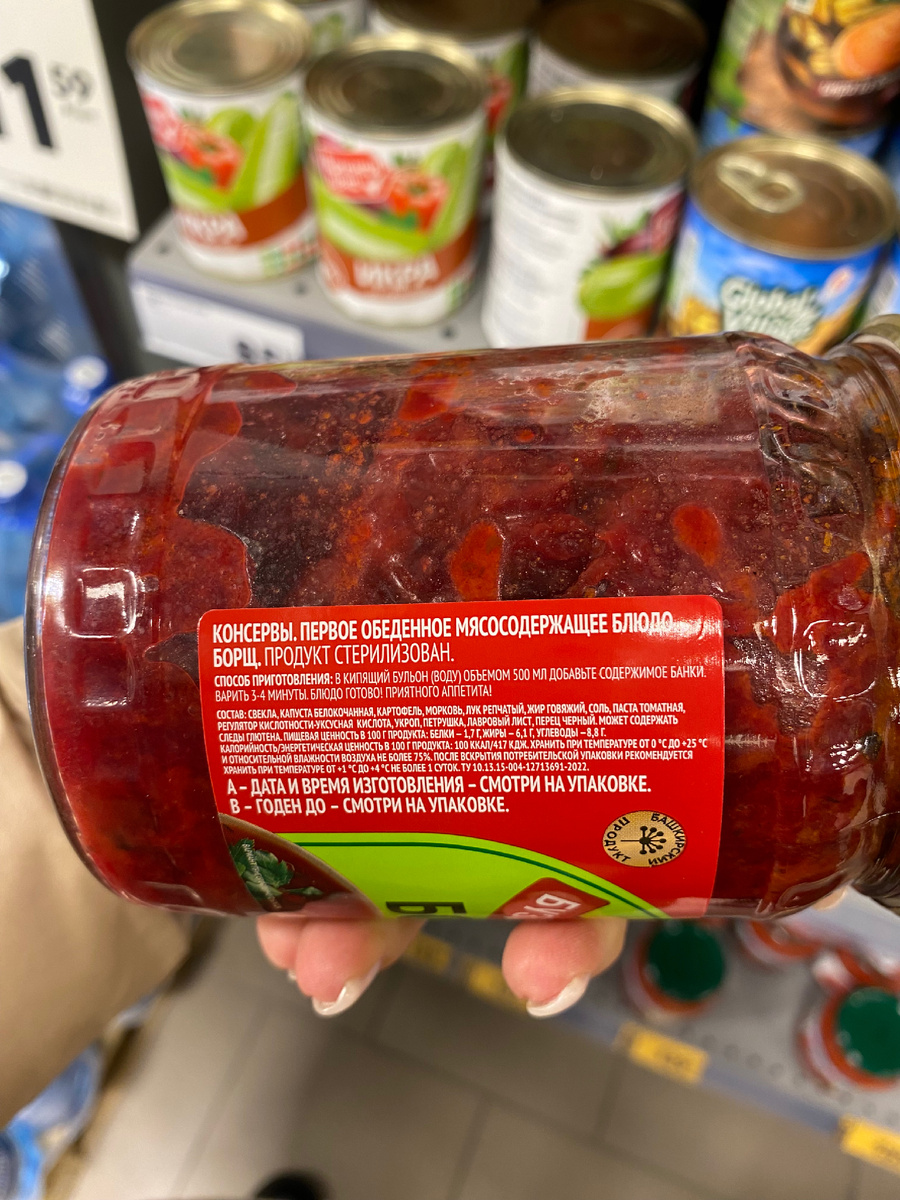 59
ИКРА
Global
КОНСЕРВЫ. ПЕРВОЕ ОБЕДЕННОЕ МЯСОСОДЕРЖАЩЕЕ БЛЮДО.
БОРЩ. ПРОДУКТ СТЕРИЛИЗОВАН.
СПОСОБ ПРИГОТОВЛЕНИЯ: В КИПЯЩИЙ БУЛЬОН (ВОДУ) ОБЪЕМОМ 500 МЛ ДОБАВЬТЕ СОДЕРЖИМОЕ БАНКИ.
ВАРИТЬ 3-4 МИНУТЫ. БЛЮДО ГОТОВО! ПРИЯТНОГО АППЕТИТА!
СОСТАВ: СВЕКЛА, КАПУСТА БЕЛОКОЧАННАЯ, КАРТОФЕЛЬ, МОРКОВЬ, ЛУК РЕПЧАТЫЙ, ЖИР ГОВЯЖИЙ, СОЛЬ, ПАСТА ТОМАТНАЯ,
РЕГУЛЯТОР КИСЛОТНОСТИ-УКСУСНАЯ КИСЛОТА, УКРОП, ПЕТРУШКА, ЛАВРОВЫЙ ЛИСТ, ПЕРЕЦ ЧЕРНЫЙ. МОЖЕТ СОДЕРЖАТЬ
СЛЕДЫ ГЛЮТЕНА. ПИЩЕВАЯ ЦЕННОСТЬ В 100 Г ПРОДУКТА: БЕЛКИ – 1,7 Г, ЖИРЫ – 6,1 Г, УГЛЕВОДЫ –8,8 Г.
КАЛОРИЙНОСТЬ/ЭНЕРГЕТИЧЕСКАЯ ЦЕННОСТЬ В 100 Г ПРОДУКТА: 100 ККАЛ/417 КДЖ. ХРАНИТЬ ПРИ ТЕМПЕРАТУРЕ ОТ 0 °С ДО +25 °С
И ОТНОСИТЕЛЬНОЙ ВЛАЖНОСТИ ВОЗДУХА НЕ БОЛЕЕ 75%. ПОСЛЕ ВСКРЫТИЯ ПОТРЕБИТЕЛЬСКОЙ УПАКОВКИ РЕКОМЕНДУЕТСЯ
ХРАНИТЬ ПРИ ТЕМПЕРАТУРЕ ОТ +1 °С ДО +4 °С НЕ БОЛЕЕ 1 СУТОК. ТУ 10.13.15-004-12713691-2022.
А – ДАТА И ВРЕМЯ ИЗГОТОВЛЕНИЯ – СМОТРИ НА УПАКОВКЕ.
В – ГОДЕН ДО – СМОТРИ НА УПАКОВКЕ.
БАШКИРСКИЙ
ПРОДУКТ